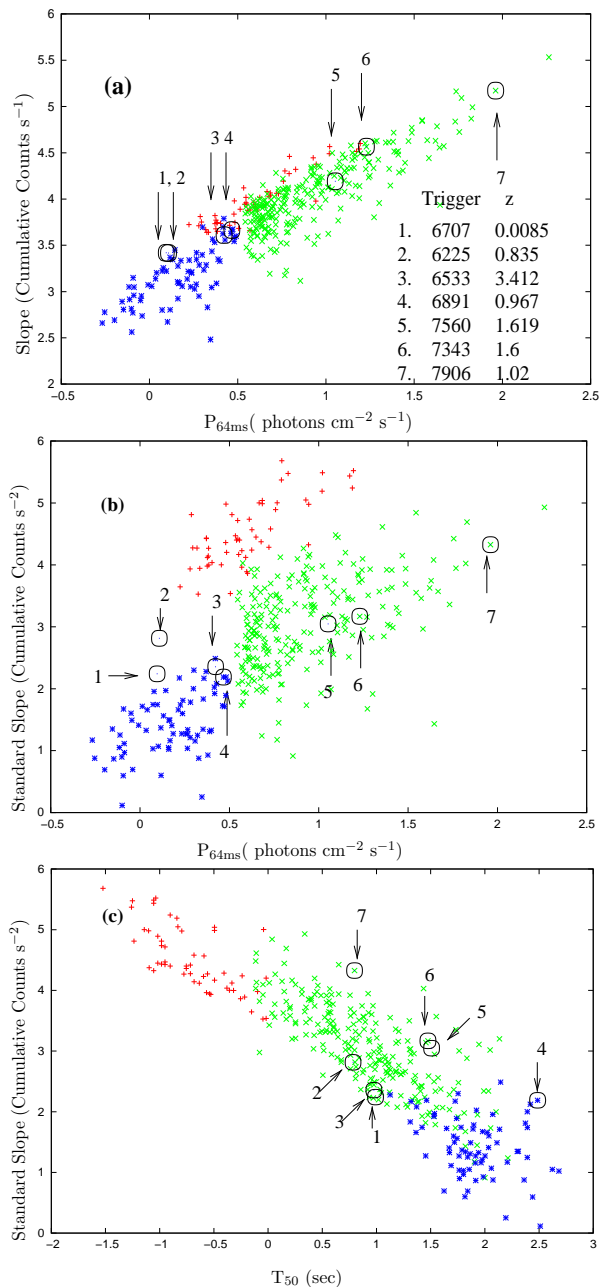 6
(a)
5
6
5.5
5
4.5
4
3.5
3
2.5
2
3 4
1, 2
7
Slope (Cumulative Counts s−1)
Trigger z
1. 6707 0.0085
2. 6225 0.835
3. 6533 3.412
4. 6891 0.967
5. 7560 1.619
6. 7343 1.6
7. 7906 1.02
−0.5 0 0.5 1 1.5 2 2.5
P64ms( photons cm−2 s−1)
6
5
4
3
2
1
0
(b)
2
3
1
4
5
6
7
Standard Slope (Cumulative Counts s−2)
−0.5 0 0.5 1 1.5 2 2.5
P64ms( photons cm−2 s−1)
6
5
4
3
2
1
0
(c)
7
6
5
4
2
3
1
Standard Slope (Cumulative Counts s−2)
−2 −1.5 −1 −0.5 0 0.5 1 1.5 2 2.5 3
T50 (sec)